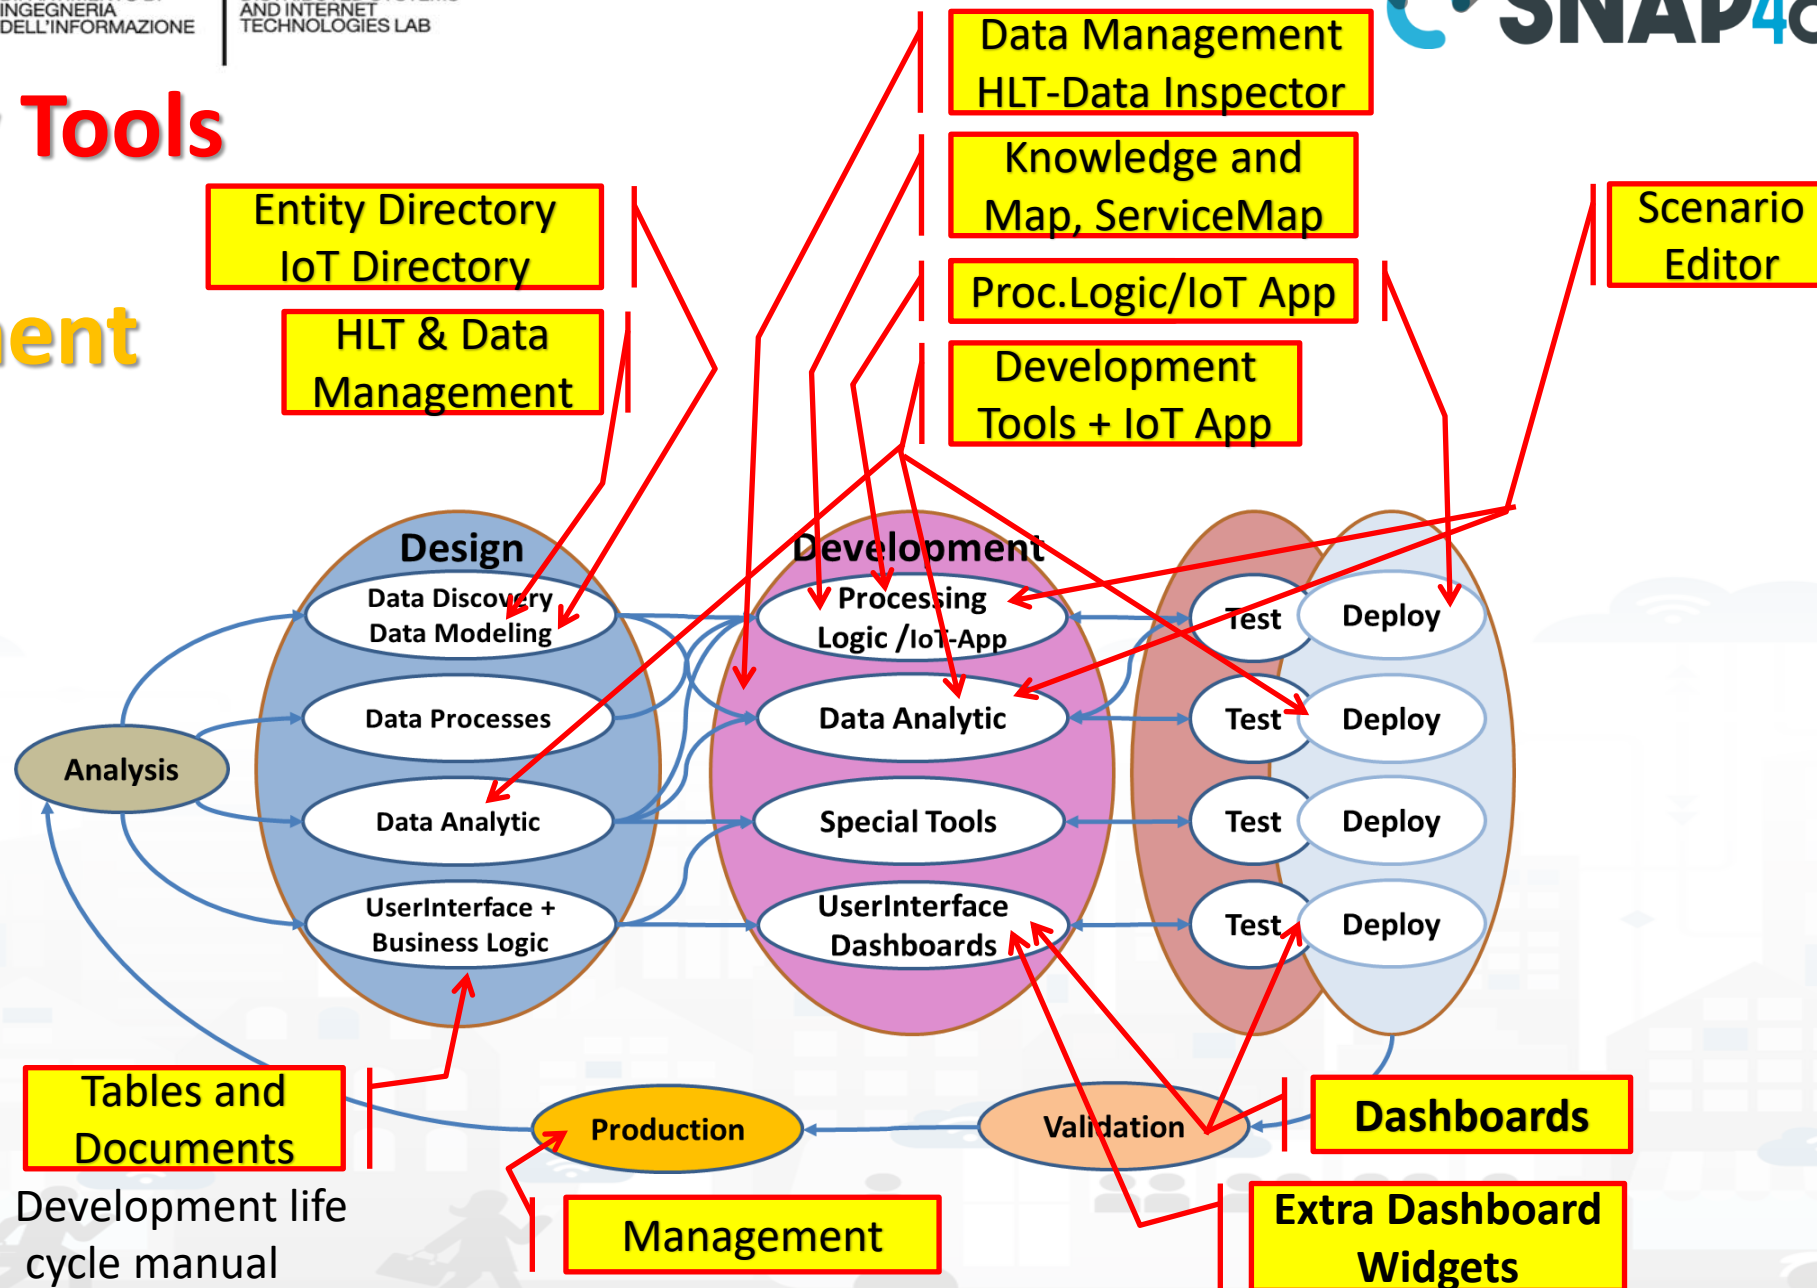 INGEGNERIA
DELL'INFORMAZIONE
AND INTERNET
TECHNOLOGIES LAB
SNAP4
Tools
Data Management
HLT-Data Inspector
Knowledge and
Map, ServiceMap
Entity Directory
IoT Directory
Scenario
Editor
Proc.Logic/IoT App
HLT & Data
Management
Development
Tools + IoT App
Design
Development
Data Discovery
Data Modeling
Processing
Logic /IoT-App
Test
Deploy
Data Processes
Data Analytic
Test
Deploy
Analysis
Data Analytic
Special Tools
Test
Deploy
UserInterface +
Business Logic
UserInterface
Dashboards
Test
Deploy
Tables and
Documents
Production
Validation
Dashboards
Development life
cycle manual
Management
Extra Dashboard
Widgets